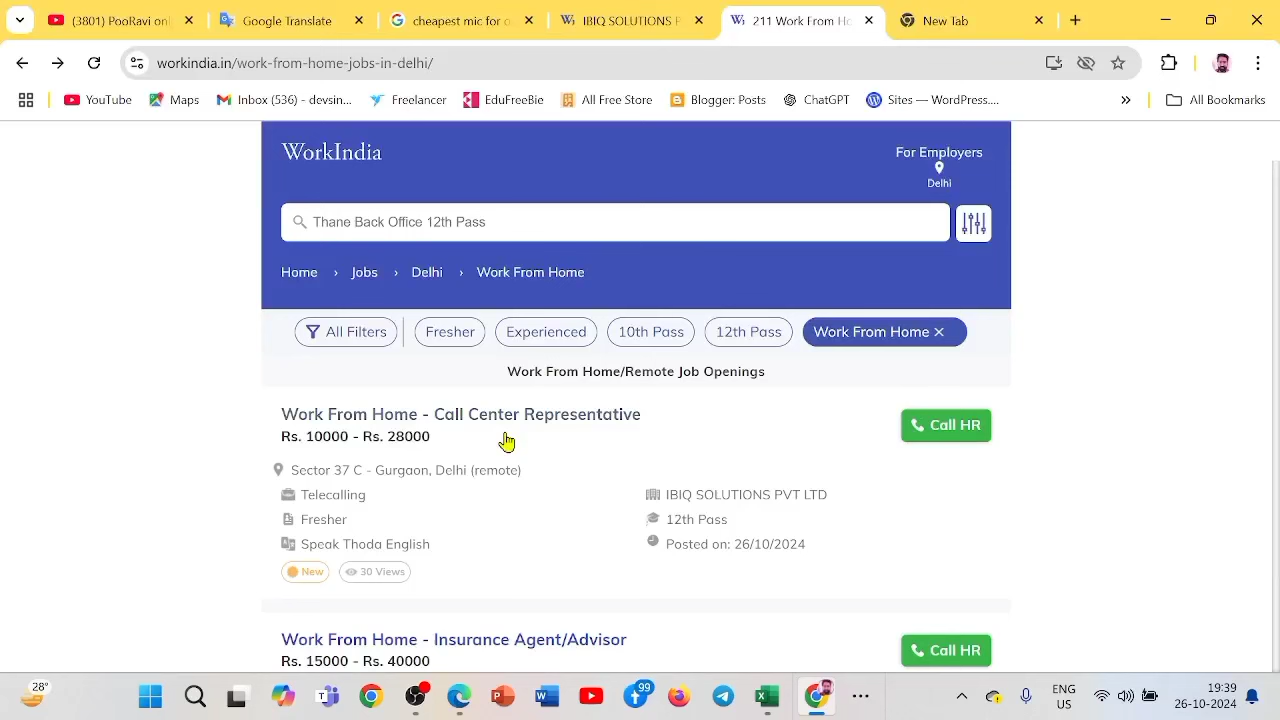 (3801) PooRavi onl
Google Translate
cheapest mic for o
IBIQ SOLUTIONS P
211 Work From Ho
New Tab
workindia.in/work-from-home-jobs-in-delhi/
YouTube
Maps
Inbox (536) - devsin...
Freelancer
EduFreeBie
All Free Store
Blogger: Posts
ChatGPT
Sites — WordPress....
All Bookmarks
WorkIndia
For Employers
Delhi
Thane Back Office 12th Pass
Home › Jobs › Delhi › Work From Home
All Filters
Fresher
Experienced
10th Pass
12th Pass
Work From Home ×
Work From Home/Remote Job Openings
Work From Home - Call Center Representative
Call HR
Rs. 10000 - Rs. 28000
Sector 37 C - Gurgaon, Delhi (remote)
Telecalling
IBIQ SOLUTIONS PVT LTD
Fresher
12th Pass
Speak Thoda English
Posted on: 26/10/2024
New
30 Views
Work From Home - Insurance Agent/Advisor
Call HR
Rs. 15000 - Rs. 40000
28°
99
ENG
US
19:39
26-10-2024